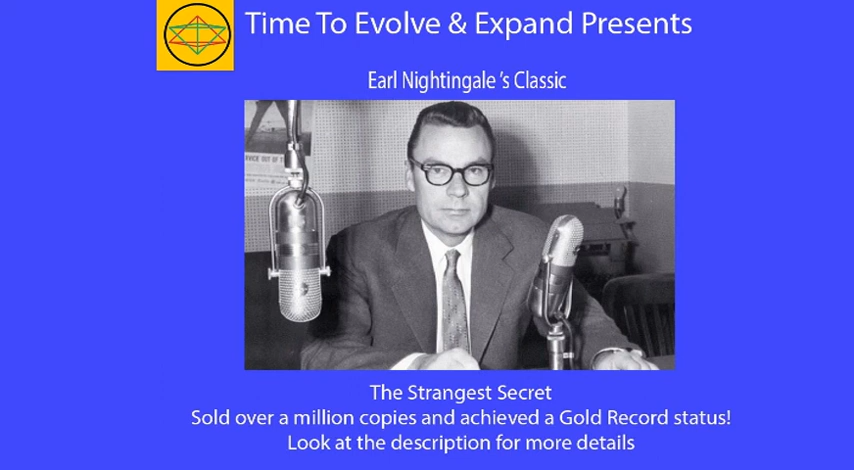 Time To Evolve & Expand Presents
Earl Nightingale 's Classic
The Strangest Secret
Sold over a million copies and achieved a Gold Record status!
Look at the description for more details